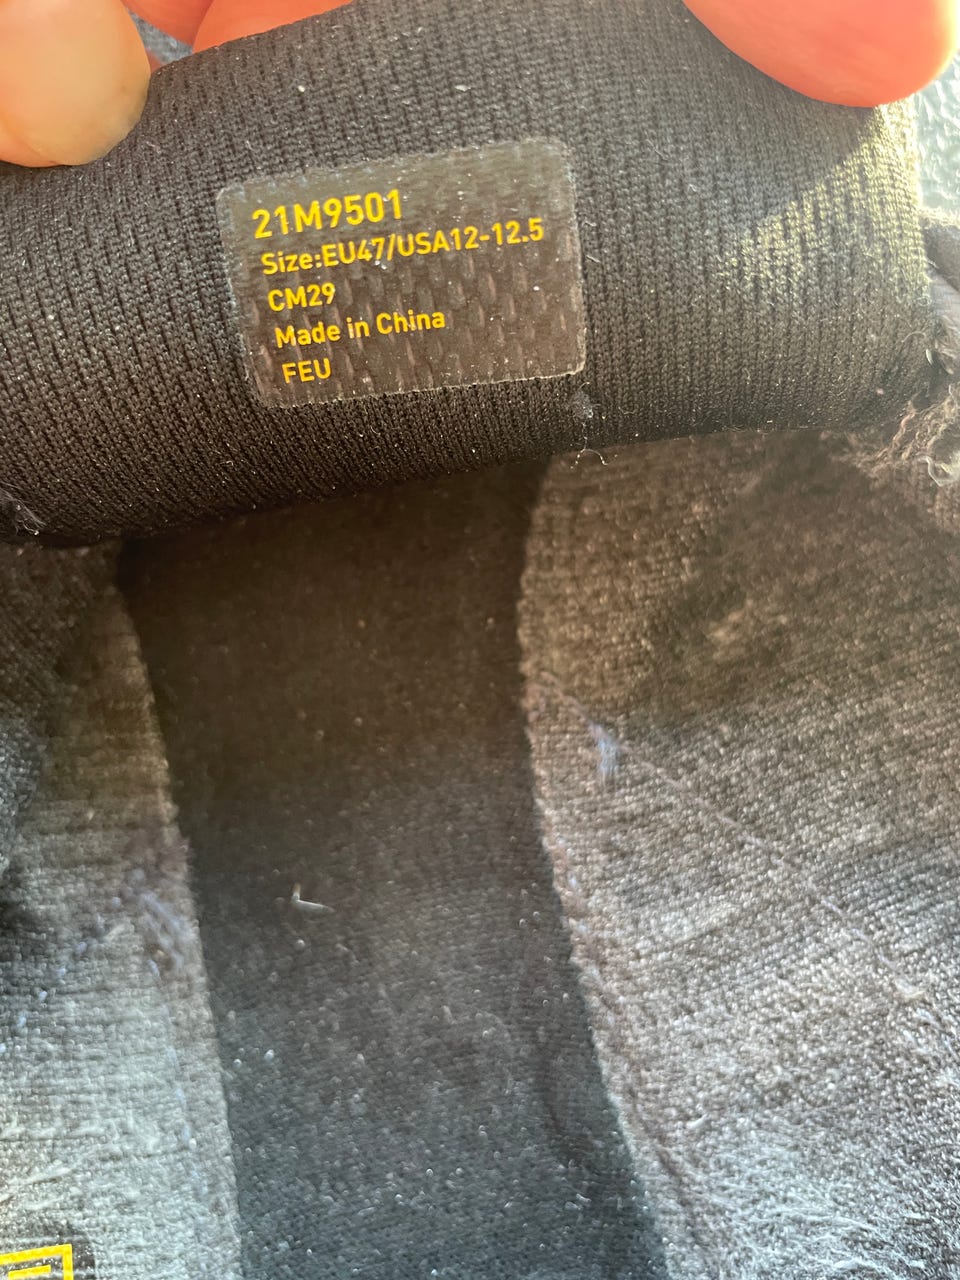 21M9501
Size:EU47/USA12-12.5
CM29
Made in China
FEU